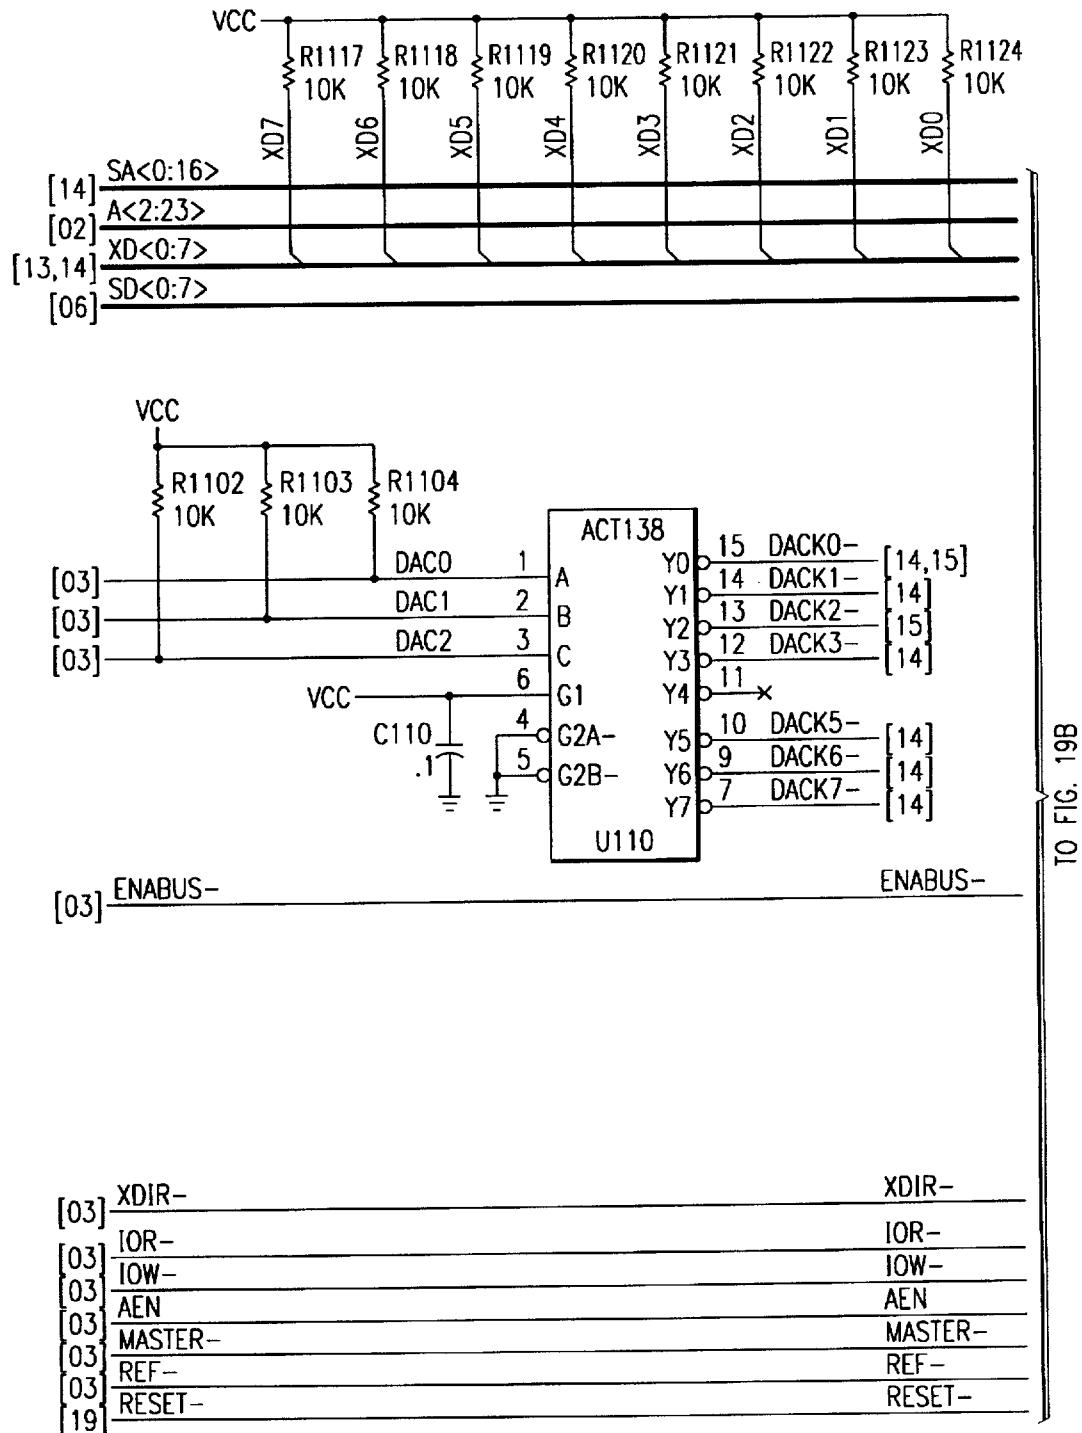 VCC
R1117 R1118 R1119 R1120 R1121 R1122 R1123 R1124
10K 10K 10K 10K 10K 10K 10K 10K
XD7 XD6 XD5 XD4 XD3 XD2 XD1 XD0
[14] SA<0:16>
[02] A<2:23>
[13,14] XD<0:7>
[06] SD<0:7>
VCC
R1102 R1103 R1104
10K 10K 10K
ACT138
[03] DAC0 1 A
[03] DAC1 2 B
[03] DAC2 3 C
VCC 6 G1
C110 4 G2A-
.1 5 G2B-
Y0 15 DACK0- [14,15]
Y1 14 DACK1- [14]
Y2 13 DACK2- [15]
Y3 12 DACK3- [14]
Y4 11
Y5 10 DACK5- [14]
Y6 9 DACK6- [14]
Y7 7 DACK7- [14]
U110
TO FIG. 19B
[03] ENABUS- ENABUS-
[03] XDIR- XDIR-
[03] IOR- IOR-
[03] IOW- IOW-
[03] AEN AEN
[03] MASTER- MASTER-
[03] REF- REF-
[19] RESET- RESET-